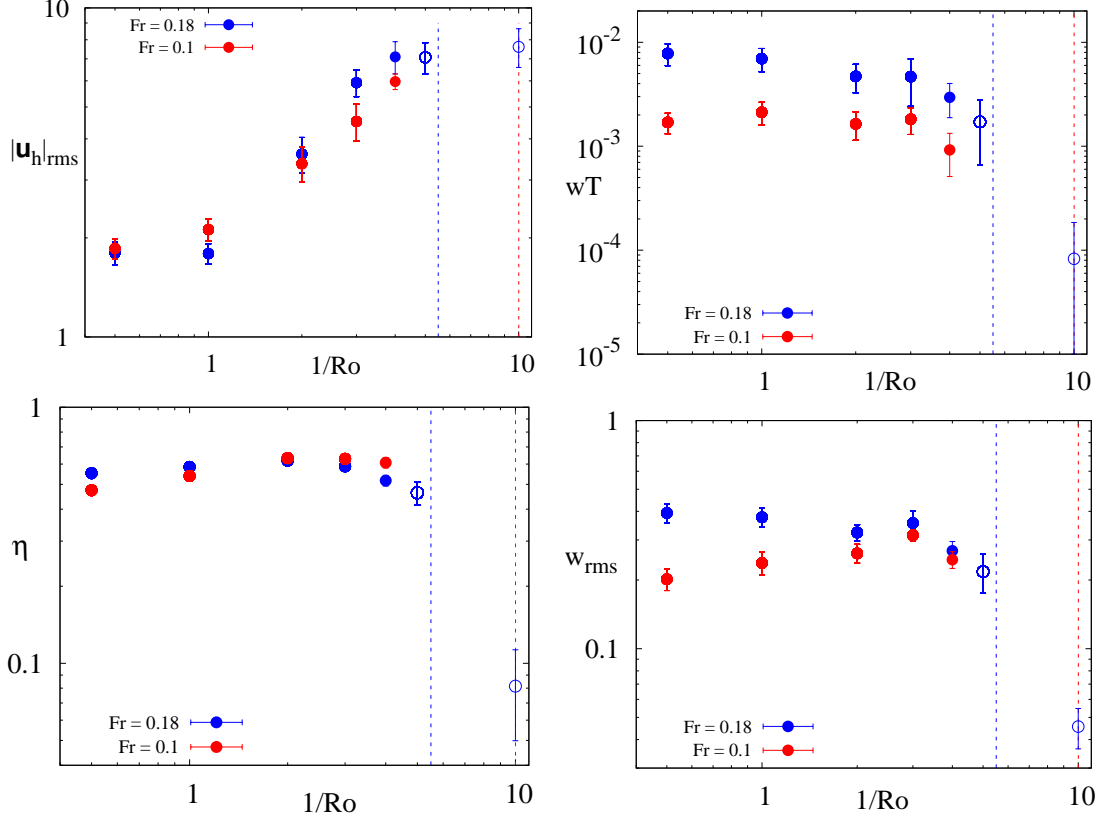 10
Fr = 0.18
Fr = 0.1
|u_h|_rms
1
1
1/Ro
10
10^-2
10^-3
wT
10^-4
Fr = 0.18
Fr = 0.1
10^-5
1
1/Ro
10
1
η
0.1
Fr = 0.18
Fr = 0.1
1
1/Ro
10
1
w_rms
0.1
Fr = 0.18
Fr = 0.1
1
1/Ro
10